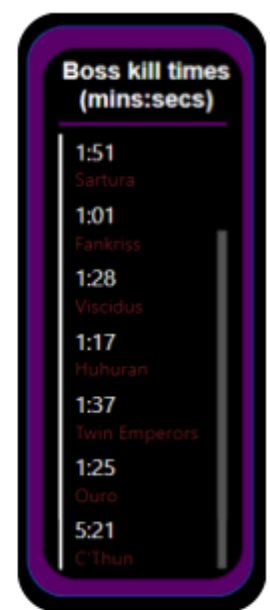 Boss kill times
(mins:secs)
1:51
Sartura
1:01
Fankriss
1:28
Viscidus
1:17
Huhuran
1:37
Twin Emperors
1:25
Ouro
5:21
C'Thun